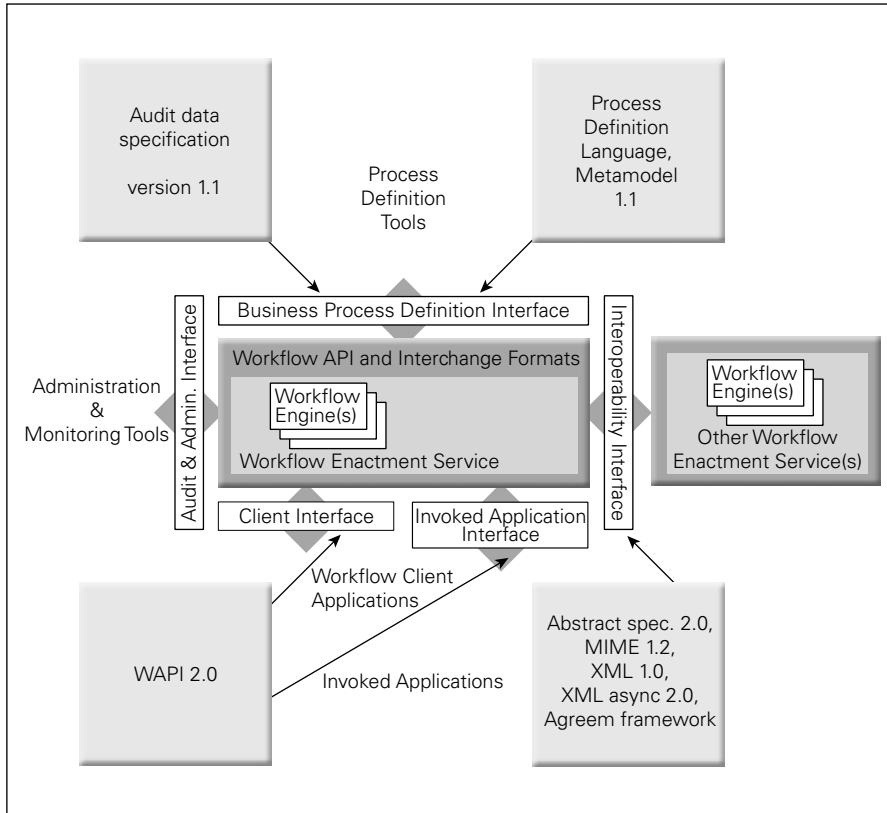 Audit data
specification
version 1.1
Process
Definition
Tools
Process
Definition
Language,
Metamodel
1.1
Business Process Definition Interface
Administration
&
Monitoring Tools
Audit & Admin. Interface
Workflow API and Interchange Formats
Workflow
Engine(s)
Workflow Enactment Service
Interoperability Interface
Workflow
Engine(s)
Other Workflow
Enactment Service(s)
Client Interface
Invoked Application
Interface
Workflow Client
Applications
WAPI 2.0
Invoked Applications
Abstract spec. 2.0,
MIME 1.2,
XML 1.0,
XML async 2.0,
Agreem framework